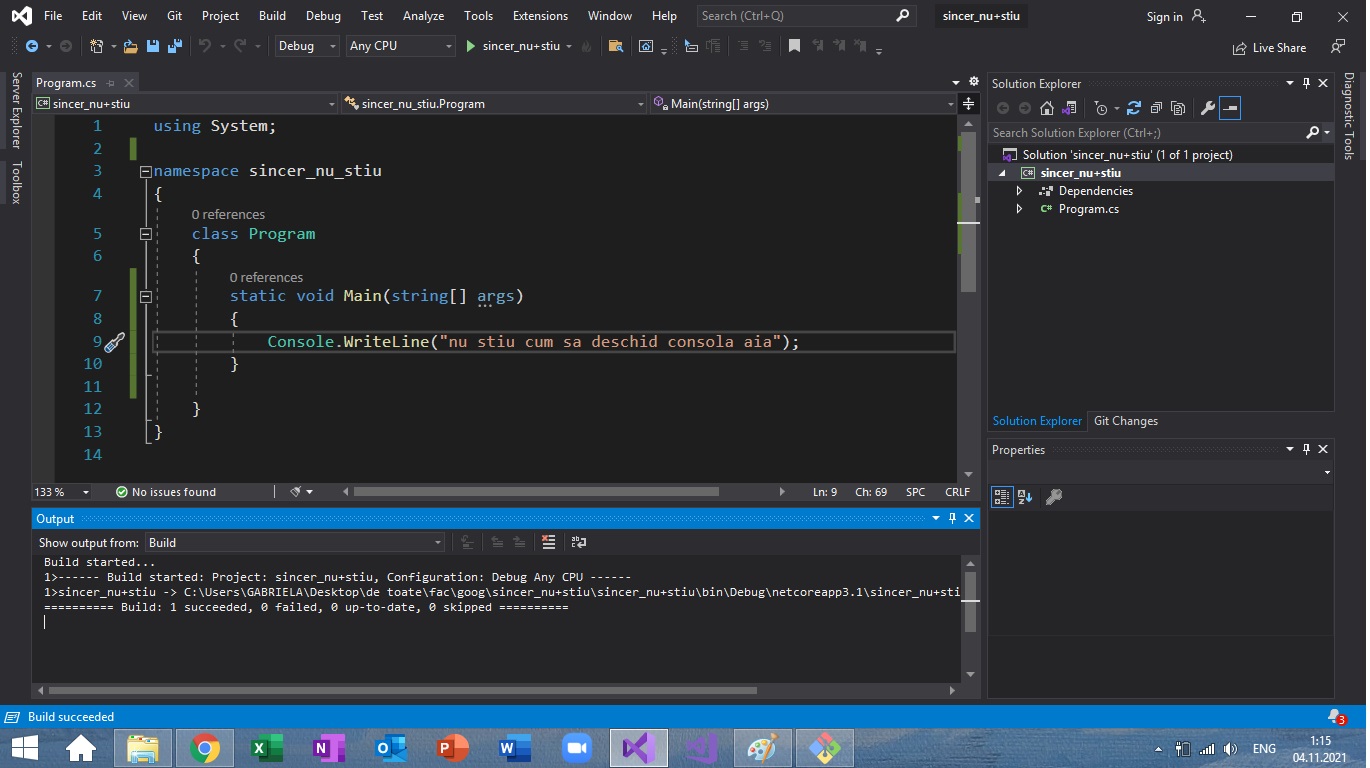 File Edit View Git Project Build Debug Test Analyze Tools Extensions Window Help Search (Ctrl+Q) sincer_nu+stiu Sign in
Debug Any CPU sincer_nu+stiu Live Share
Server Explorer
Toolbox
Program.cs
sincer_nu+stiu sincer_nu_stiu.Program Main(string[] args)
1 using System;
2
3 namespace sincer_nu_stiu
4 {
0 references
5 class Program
6 {
0 references
7 static void Main(string[] args)
8 {
9 Console.WriteLine("nu stiu cum sa deschid consola aia");
10 }
11
12 }
13 }
14
133 % No issues found Ln: 9 Ch: 69 SPC CRLF
Output
Show output from: Build
Build started...
1>------ Build started: Project: sincer_nu+stiu, Configuration: Debug Any CPU ------
1>sincer_nu+stiu -> C:\Users\GABRIELA\Desktop\de toate\fac\goog\sincer_nu+stiu\sincer_nu+stiu\bin\Debug\netcoreapp3.1\sincer_nu+sti
========== Build: 1 succeeded, 0 failed, 0 up-to-date, 0 skipped ==========
Solution Explorer
Search Solution Explorer (Ctrl+;)
Solution 'sincer_nu+stiu' (1 of 1 project)
C# sincer_nu+stiu
Dependencies
C# Program.cs
Solution Explorer Git Changes
Properties
Diagnostic Tools
Build succeeded 3
ENG 1:15
04.11.2021